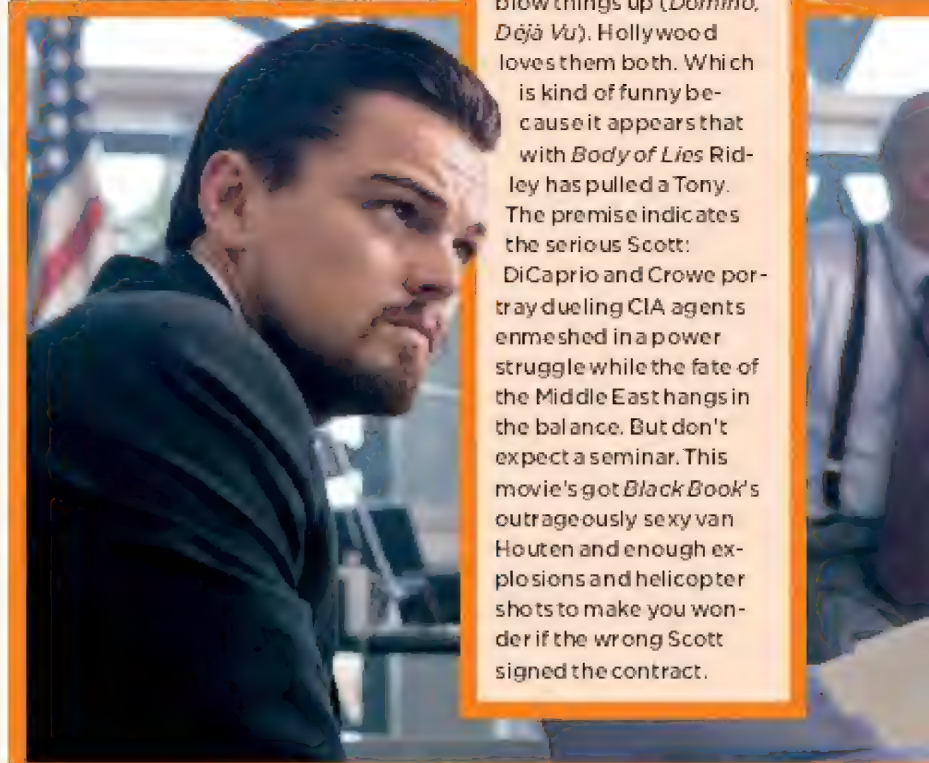 blow things up (Domino,
Déjà Vu). Hollywood
loves them both. Which
is kind of funny be-
cause it appears that
with Body of Lies Rid-
ley has pulled a Tony.
The premise indicates
the serious Scott:
DiCaprio and Crowe por-
tray dueling CIA agents
enmeshed in a power
struggle while the fate of
the Middle East hangs in
the balance. But don't
expect a seminar. This
movie's got Black Book's
outrageously sexy van
Houten and enough ex-
plosions and helicopter
shots to make you won-
der if the wrong Scott
signed the contract.